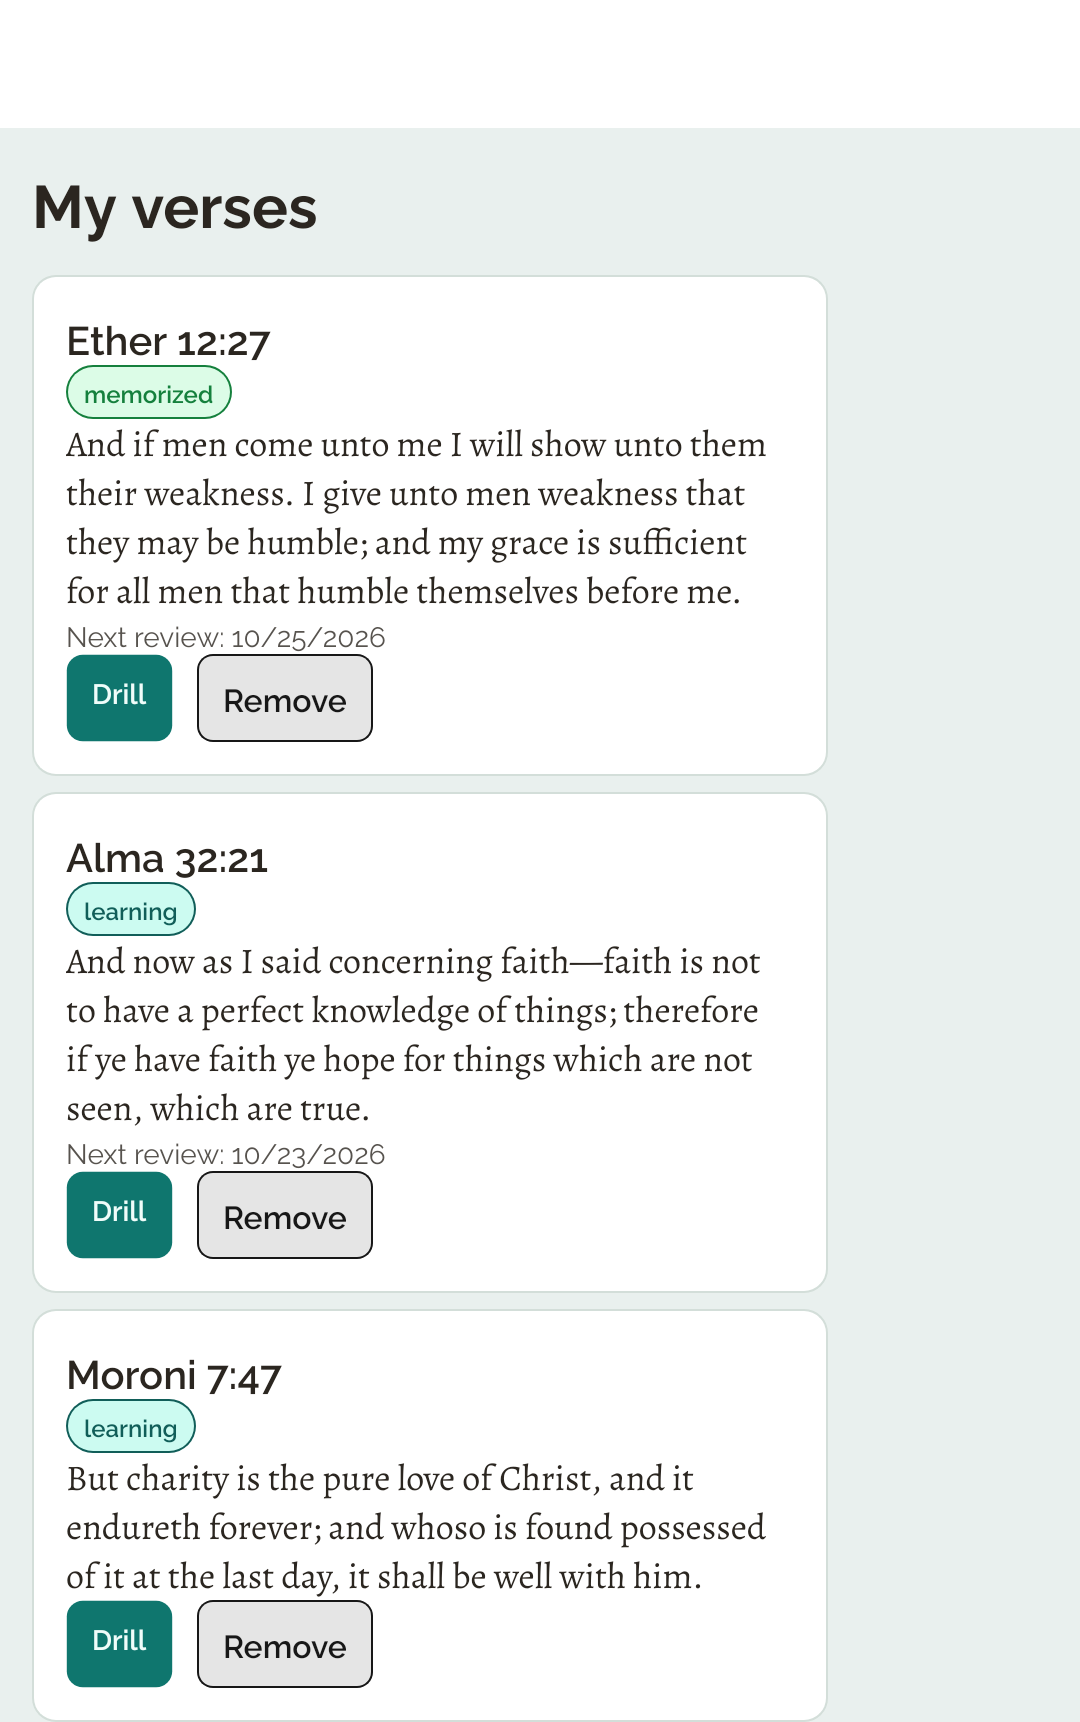 My verses
Ether 12:27
memorized
And if men come unto me I will show unto them
their weakness. I give unto men weakness that
they may be humble; and my grace is sufficient
for all men that humble themselves before me.
Next review: 10/25/2026
Drill Remove
Alma 32:21
learning
And now as I said concerning faith—faith is not
to have a perfect knowledge of things; therefore
if ye have faith ye hope for things which are not
seen, which are true.
Next review: 10/23/2026
Drill Remove
Moroni 7:47
learning
But charity is the pure love of Christ, and it
endureth forever; and whoso is found possessed
of it at the last day, it shall be well with him.
Drill Remove